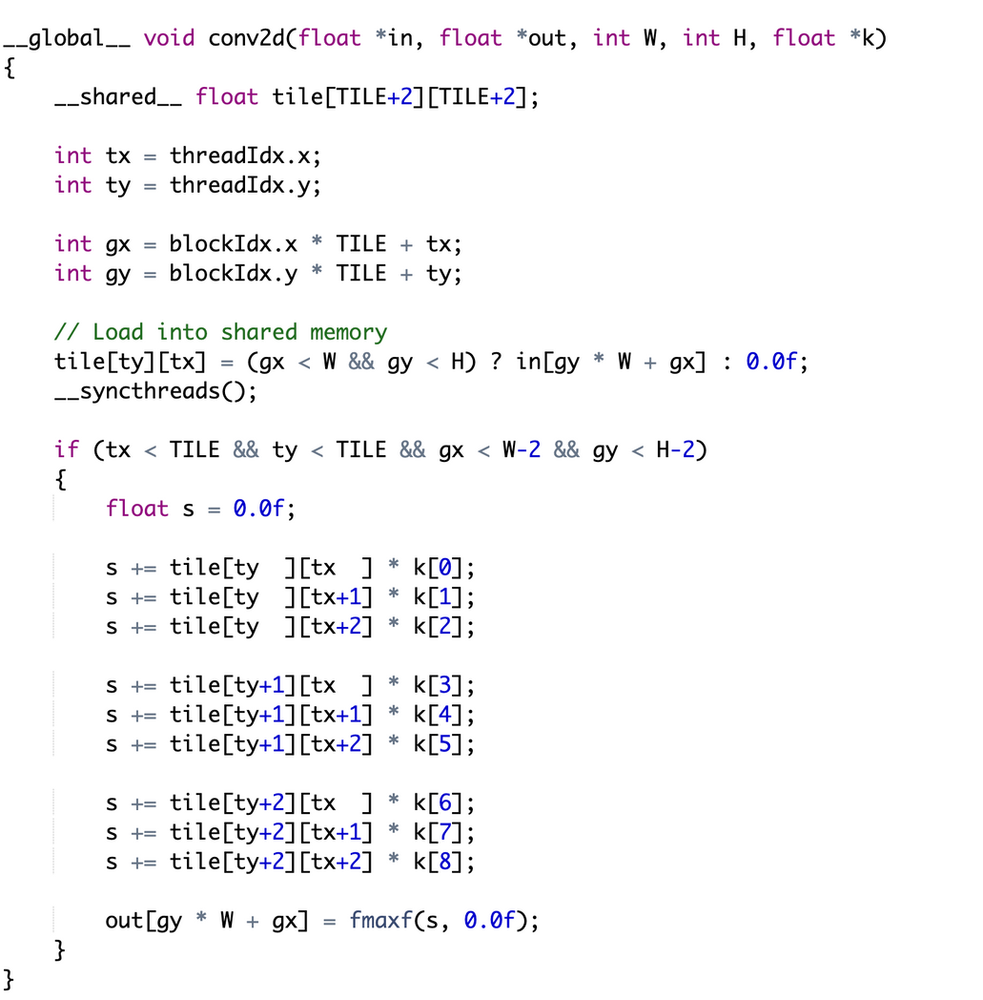 __global__ void conv2d(float *in, float *out, int W, int H, float *k)
{
    __shared__ float tile[TILE+2][TILE+2];

    int tx = threadIdx.x;
    int ty = threadIdx.y;

    int gx = blockIdx.x * TILE + tx;
    int gy = blockIdx.y * TILE + ty;

    // Load into shared memory
    tile[ty][tx] = (gx < W && gy < H) ? in[gy * W + gx] : 0.0f;
    __syncthreads();

    if (tx < TILE && ty < TILE && gx < W-2 && gy < H-2)
    {
        float s = 0.0f;

        s += tile[ty  ][tx  ] * k[0];
        s += tile[ty  ][tx+1] * k[1];
        s += tile[ty  ][tx+2] * k[2];

        s += tile[ty+1][tx  ] * k[3];
        s += tile[ty+1][tx+1] * k[4];
        s += tile[ty+1][tx+2] * k[5];

        s += tile[ty+2][tx  ] * k[6];
        s += tile[ty+2][tx+1] * k[7];
        s += tile[ty+2][tx+2] * k[8];

        out[gy * W + gx] = fmaxf(s, 0.0f);
    }
}